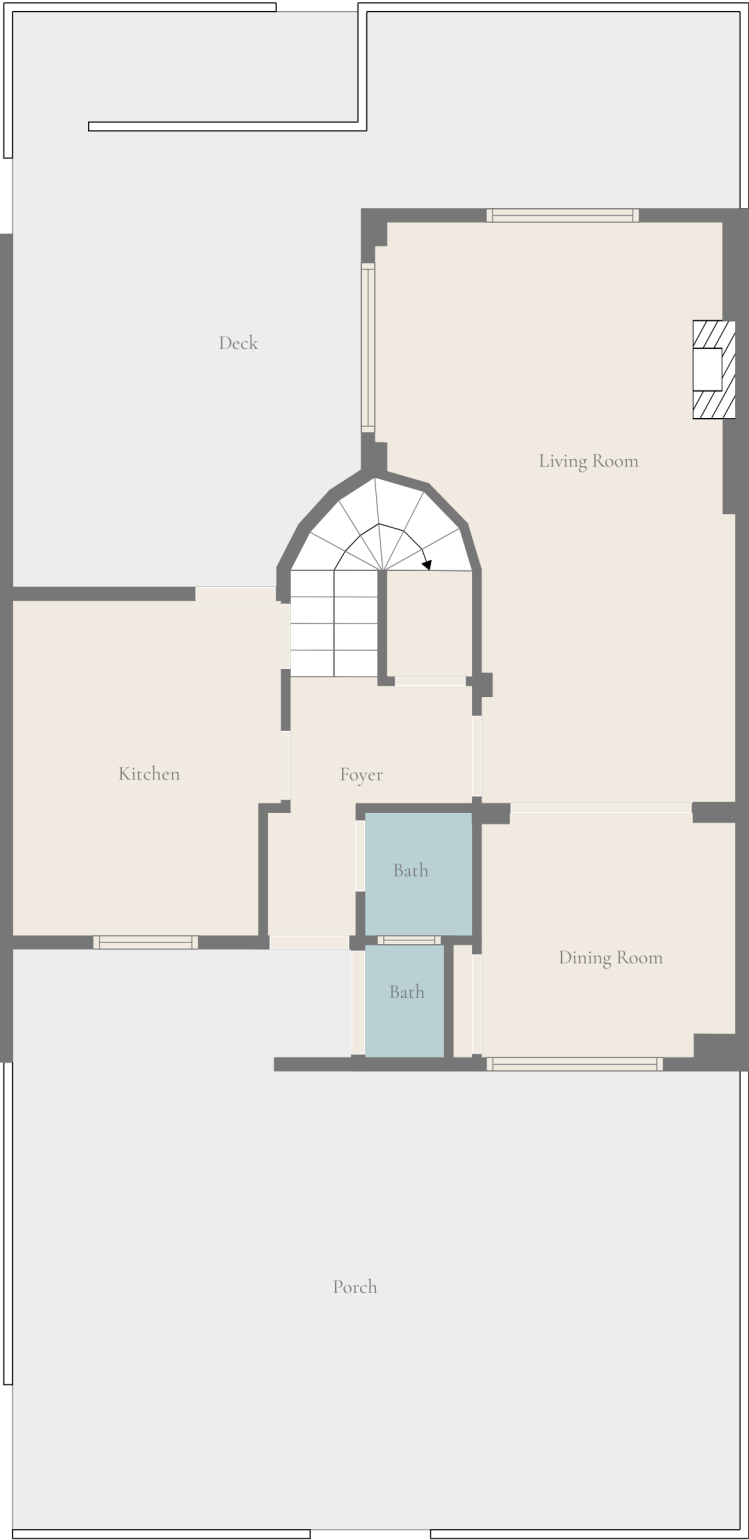 Deck
Living Room
Kitchen
Foyer
Bath
Dining Room
Bath
Porch